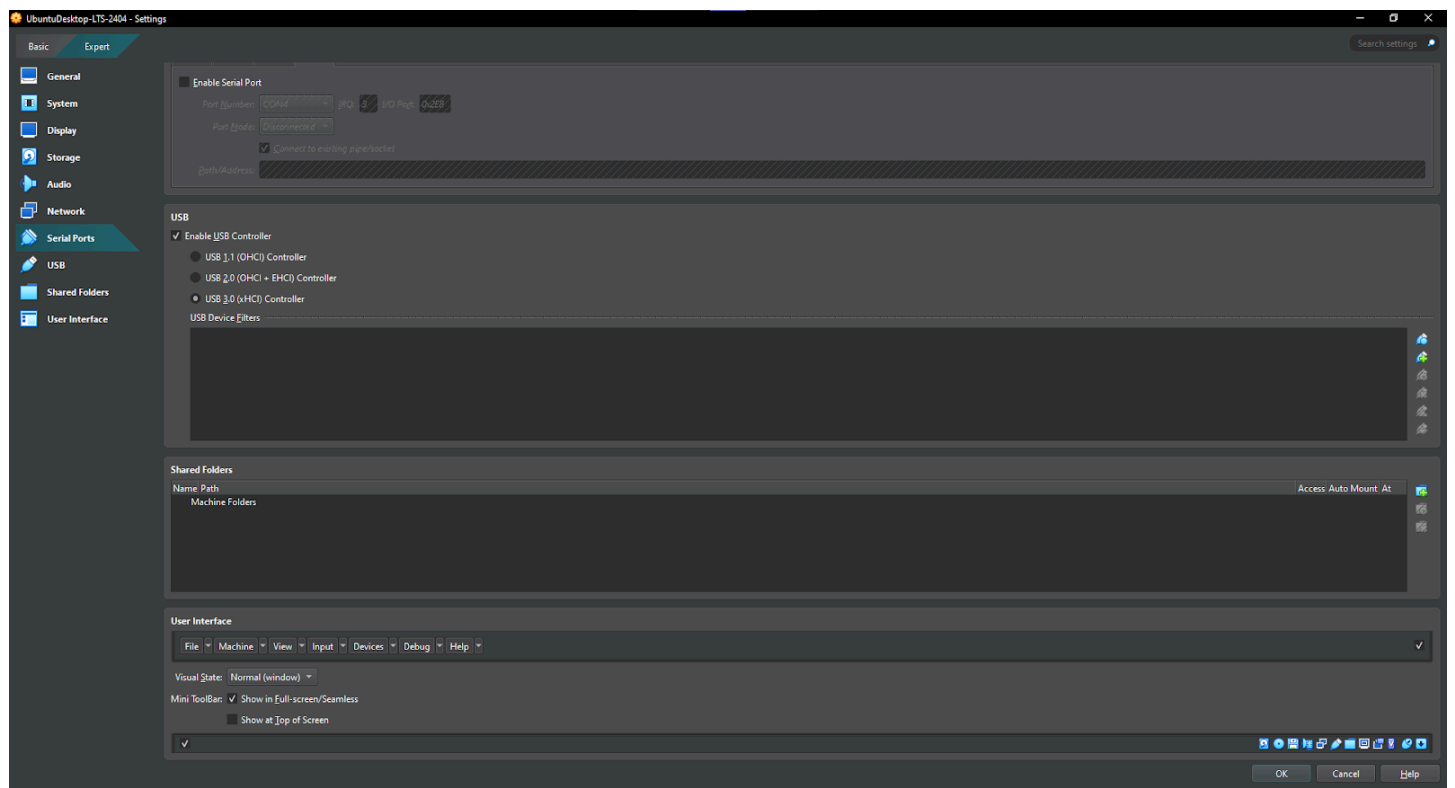 UbuntuDesktop-LTS-2404 - Settings
Basic Expert Search settings
General
System
Display
Storage
Audio
Network
Serial Ports
USB
Shared Folders
User Interface
Enable Serial Port
Port Number: COM4 IRQ: 3 I/O Port: 0x2E8
Port Mode: Disconnected
Connect to existing pipe/socket
Path/Address:
USB
Enable USB Controller
USB 1.1 (OHCI) Controller
USB 2.0 (OHCI + EHCI) Controller
USB 3.0 (xHCI) Controller
USB Device Filters
Shared Folders
Name Path Access Auto Mount At
Machine Folders
User Interface
File Machine View Input Devices Debug Help
Visual State: Normal (window)
Mini ToolBar: Show in Full-screen/Seamless
Show at Top of Screen
OK Cancel Help